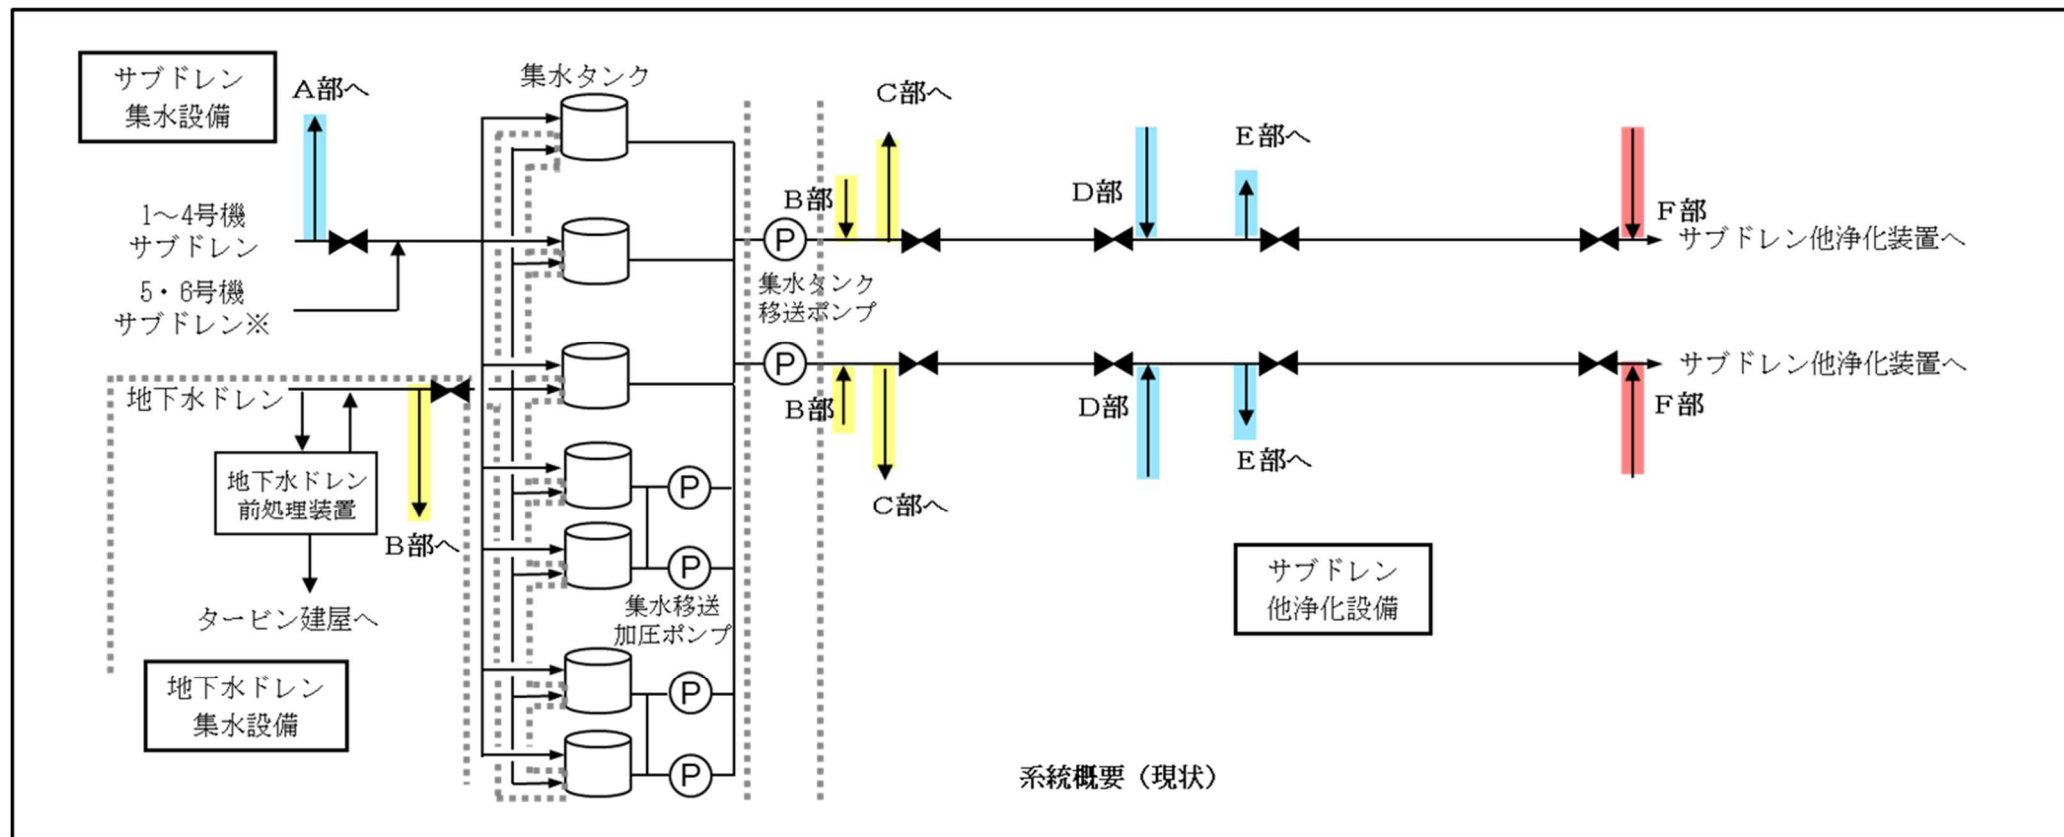 サブドレン
集水設備
A部へ
集水タンク
C部へ
E部へ
B部
D部
F部
1～4号機
サブドレン
P
サブドレン他浄化装置へ
5・6号機
サブドレン※
集水タンク
移送ポンプ
P
サブドレン他浄化装置へ
地下水ドレン
B部
D部
F部
E部へ
C部へ
地下水ドレン
前処理装置
B部へ
P
P
タービン建屋へ
集水移送
加圧ポンプ
サブドレン
他浄化設備
地下水ドレン
集水設備
P
P
系統概要（現状）